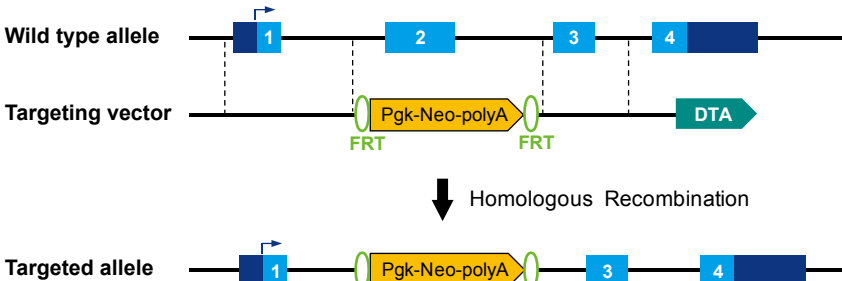 Wild type allele
1
2
3
4
Targeting vector
Pgk-Neo-polyA
DTA
FRT
FRT
Homologous Recombination
Targeted allele
1
Pgk-Neo-polyA
3
4